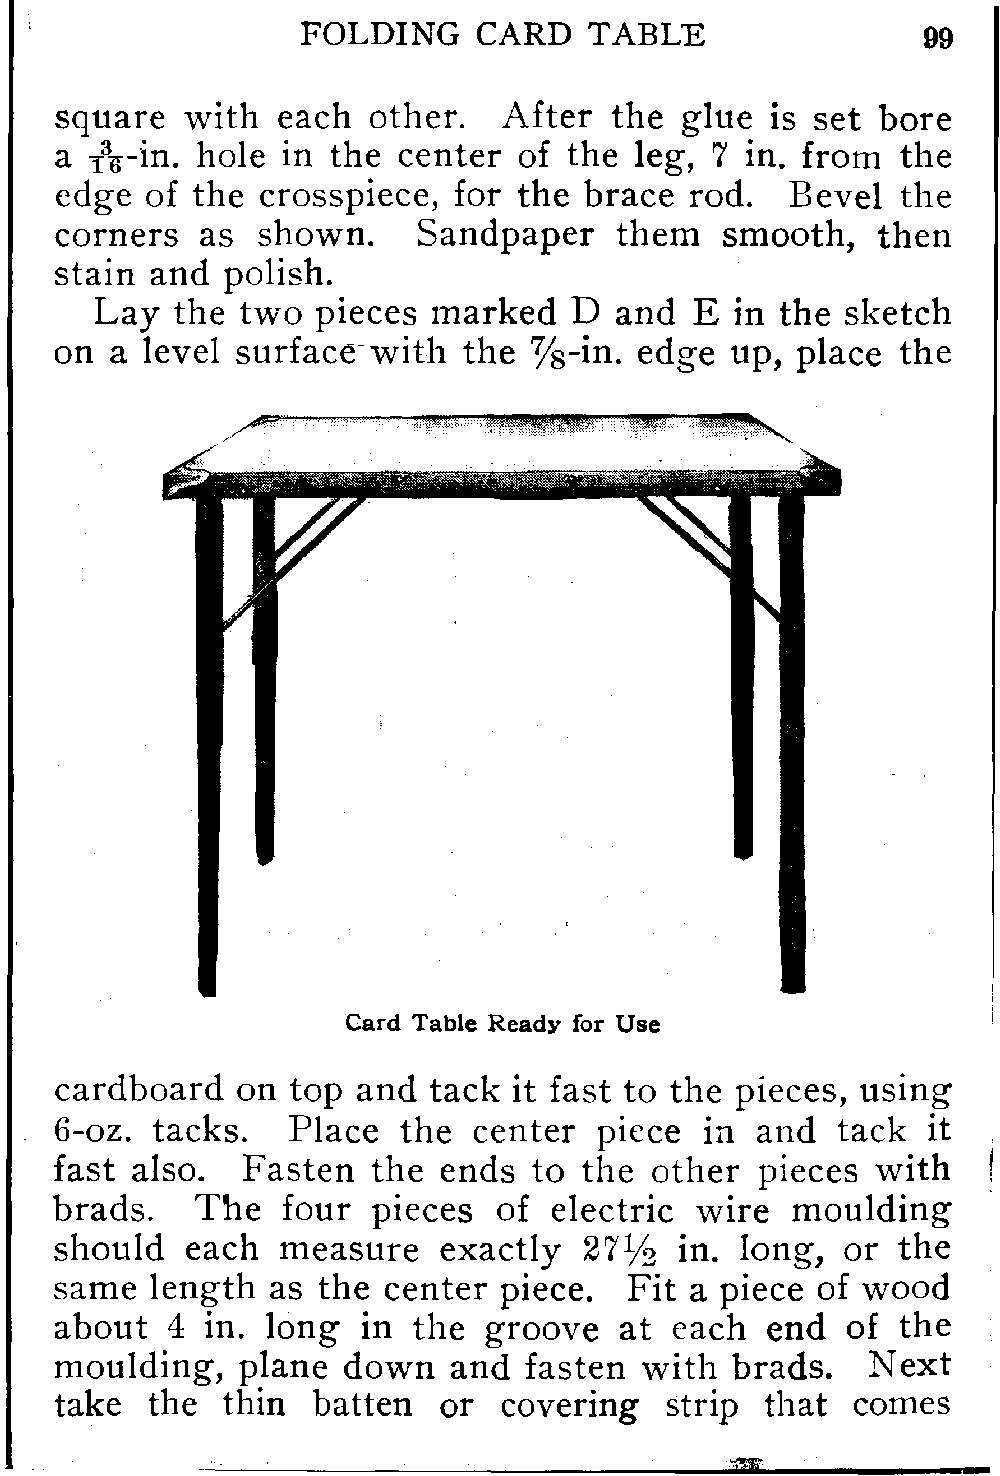 FOLDING CARD TABLE 99
square with each other. After the glue is set bore
a 3/16-in. hole in the center of the leg, 7 in. from the
edge of the crosspiece, for the brace rod. Bevel the
corners as shown. Sandpaper them smooth, then
stain and polish.
Lay the two pieces marked D and E in the sketch
on a level surface with the 7/8-in. edge up, place the
Card Table Ready for Use
cardboard on top and tack it fast to the pieces, using
6-oz. tacks. Place the center piece in and tack it
fast also. Fasten the ends to the other pieces with
brads. The four pieces of electric wire moulding
should each measure exactly 27½ in. long, or the
same length as the center piece. Fit a piece of wood
about 4 in. long in the groove at each end of the
moulding, plane down and fasten with brads. Next
take the thin batten or covering strip that comes